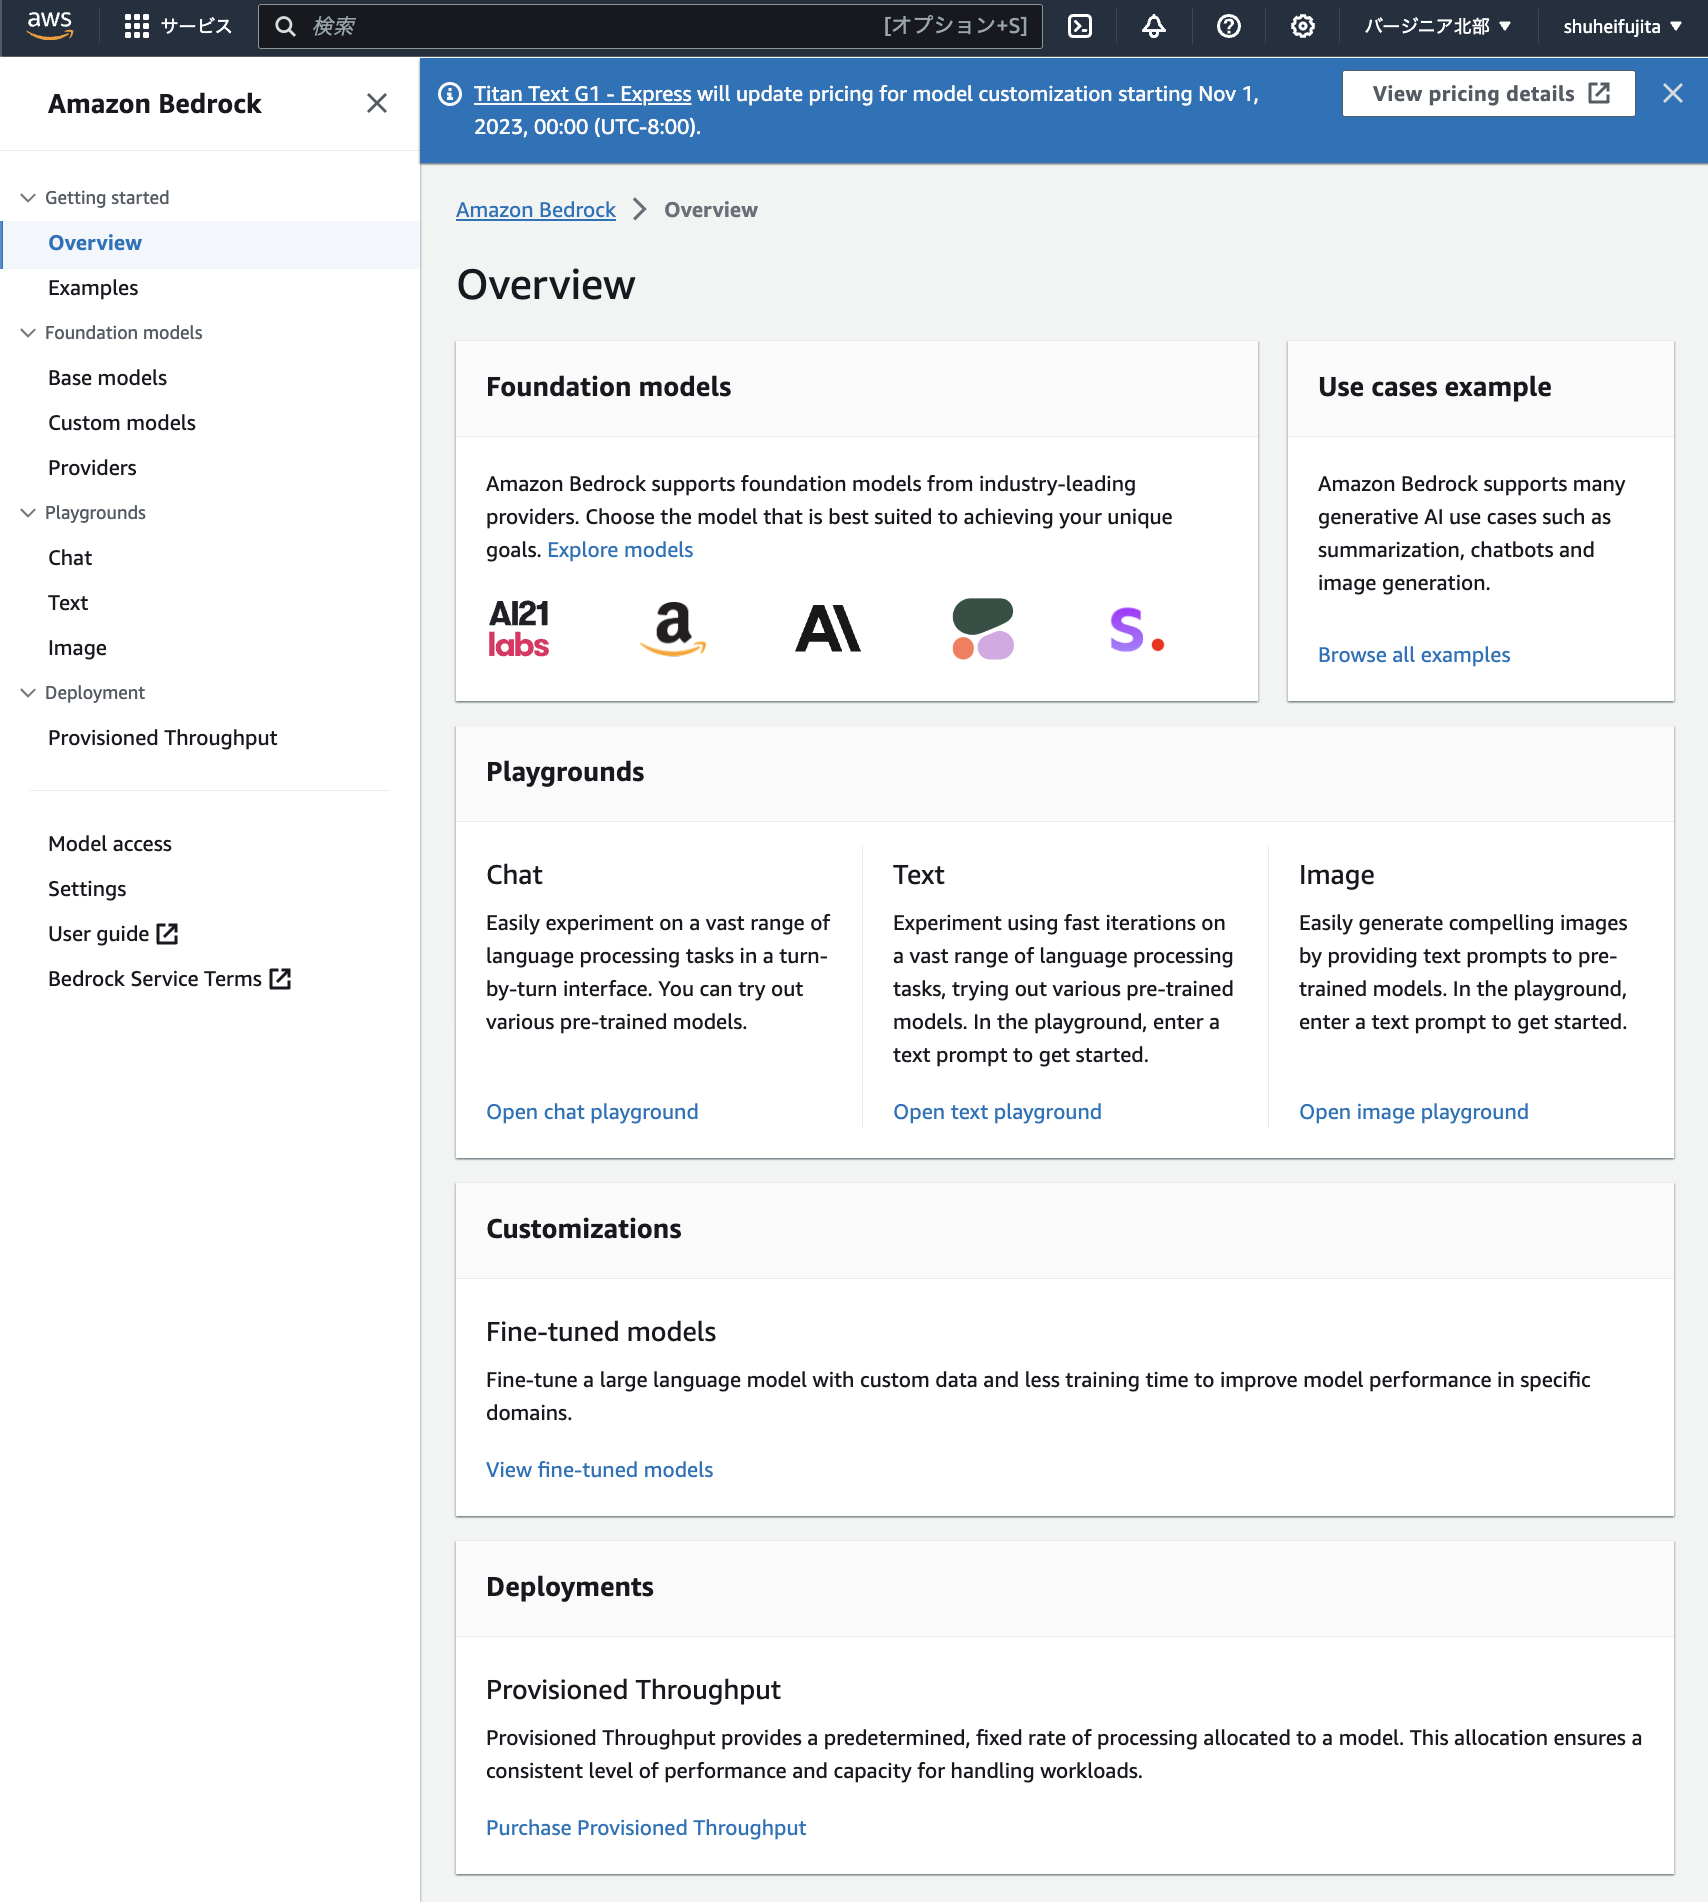 aws サービス 検索 [オプション+S] バージニア北部 ▼ shuheifujita ▼
Amazon Bedrock
Getting started
Overview
Examples
Foundation models
Base models
Custom models
Providers
Playgrounds
Chat
Text
Image
Deployment
Provisioned Throughput
Model access
Settings
User guide
Bedrock Service Terms
Titan Text G1 - Express will update pricing for model customization starting Nov 1,
2023, 00:00 (UTC-8:00).
View pricing details
Amazon Bedrock > Overview
Overview
Foundation models
Amazon Bedrock supports foundation models from industry-leading
providers. Choose the model that is best suited to achieving your unique
goals. Explore models
AI21
labs
a
A\
S.
Use cases example
Amazon Bedrock supports many
generative AI use cases such as
summarization, chatbots and
image generation.
Browse all examples
Playgrounds
Chat
Easily experiment on a vast range of
language processing tasks in a turn-
by-turn interface. You can try out
various pre-trained models.
Open chat playground
Text
Experiment using fast iterations on
a vast range of language processing
tasks, trying out various pre-trained
models. In the playground, enter a
text prompt to get started.
Open text playground
Image
Easily generate compelling images
by providing text prompts to pre-
trained models. In the playground,
enter a text prompt to get started.
Open image playground
Customizations
Fine-tuned models
Fine-tune a large language model with custom data and less training time to improve model performance in specific
domains.
View fine-tuned models
Deployments
Provisioned Throughput
Provisioned Throughput provides a predetermined, fixed rate of processing allocated to a model. This allocation ensures a
consistent level of performance and capacity for handling workloads.
Purchase Provisioned Throughput